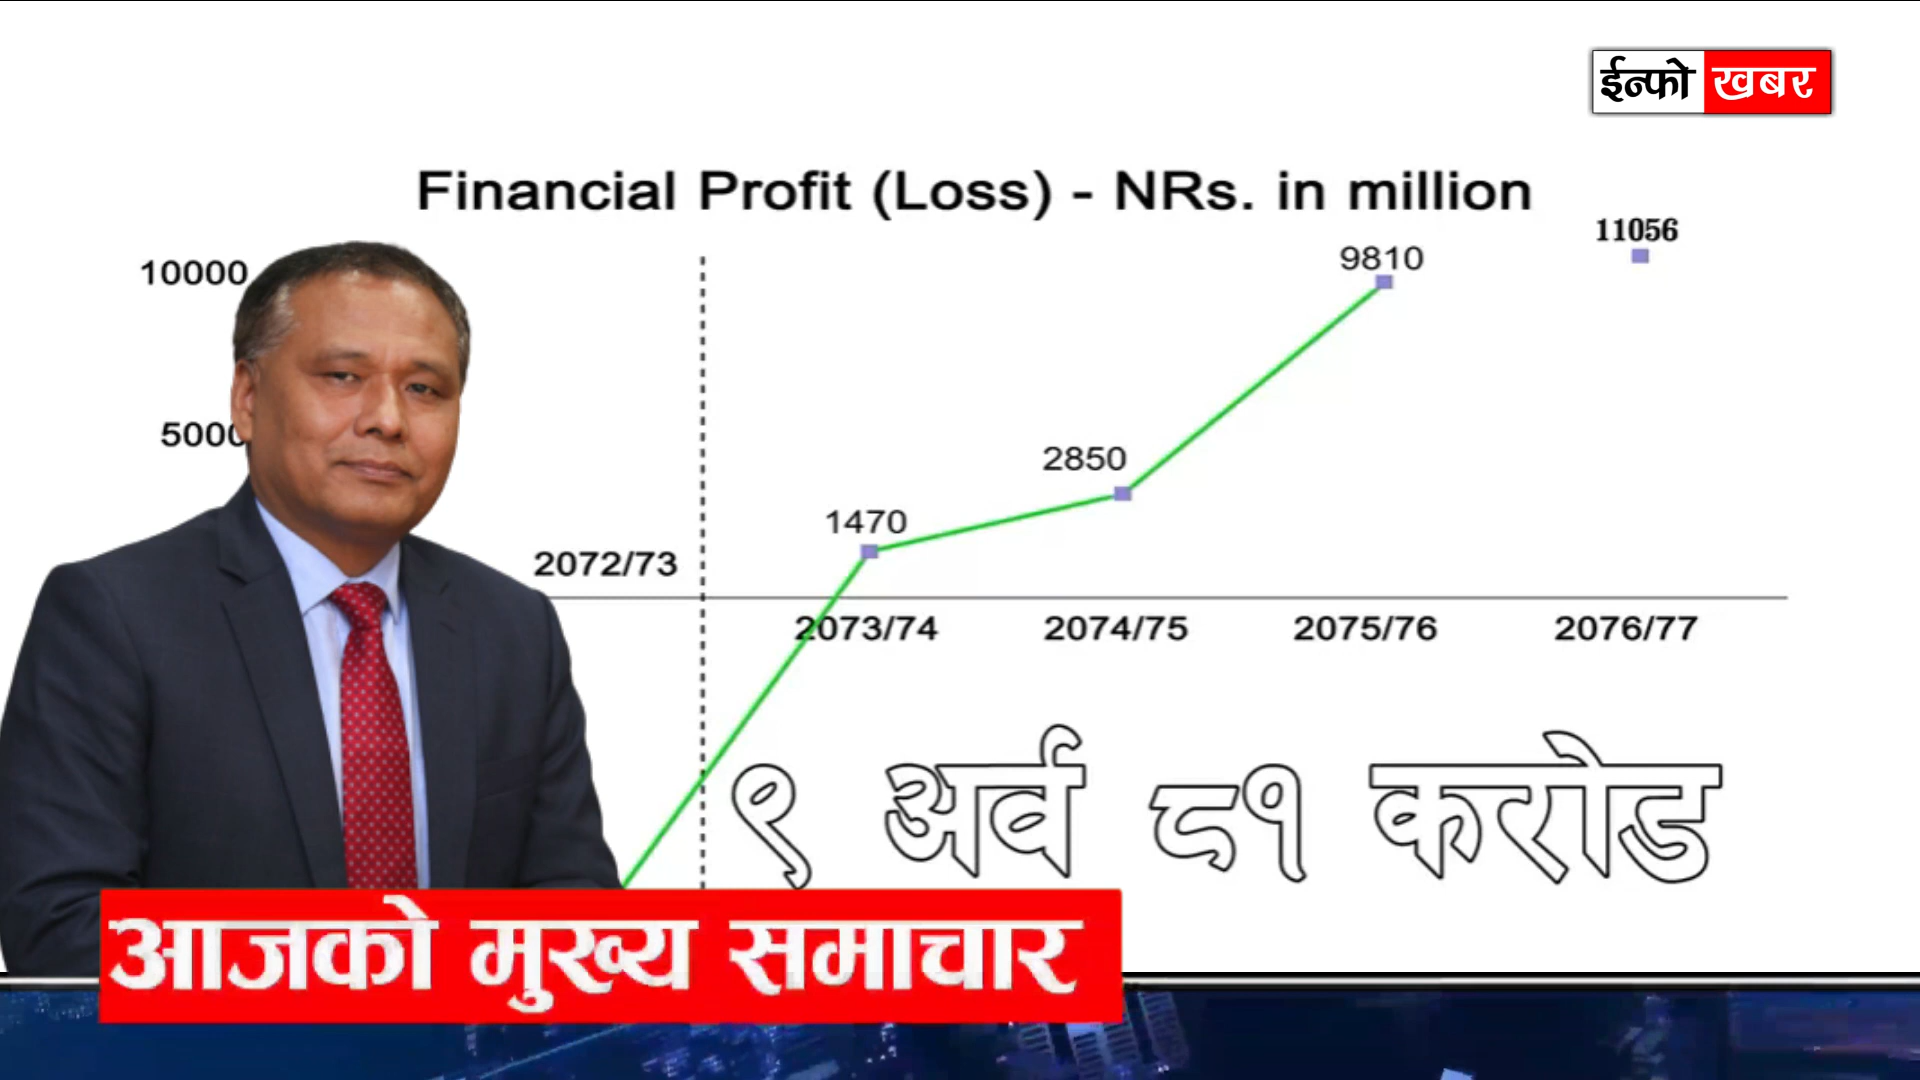 ईन्फो खबर
Financial Profit (Loss) - NRs. in million
11056
9810
10000
5000
2850
1470
2072/73
2073/74 2074/75 2075/76 2076/77
९ अर्व ८१ करोड
आजको मुख्य समाचार